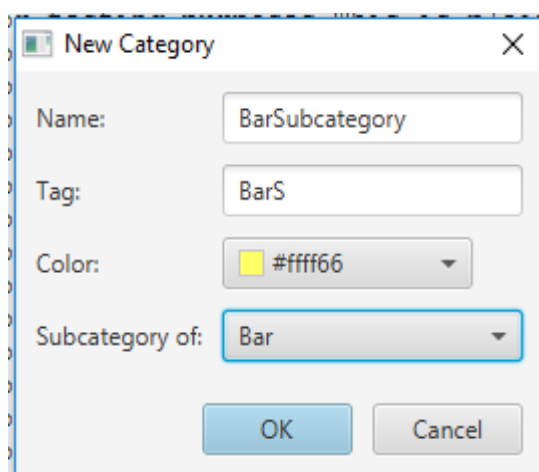 New Category
Name: BarSubcategory
Tag: BarS
Color: #ffff66
Subcategory of: Bar
OK Cancel